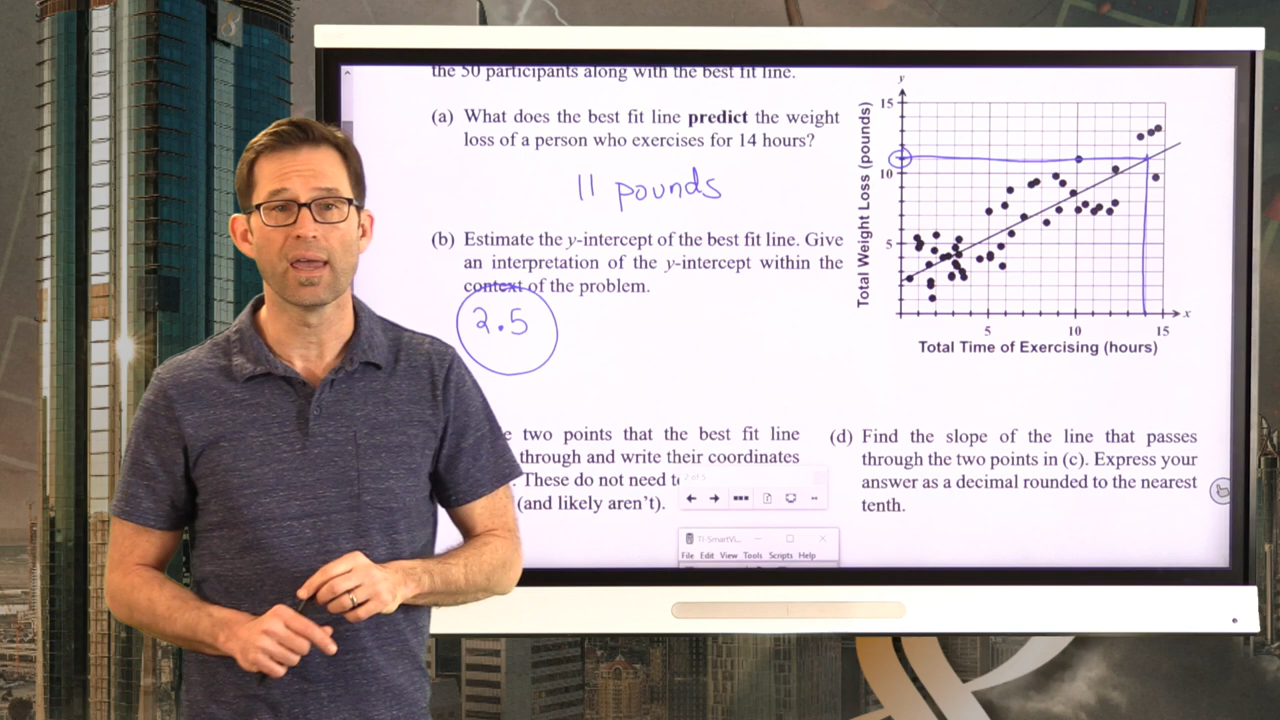 the 50 participants along with the best fit line.
(a) What does the best fit line predict the weight
loss of a person who exercises for 14 hours?
11 pounds
(b) Estimate the y-intercept of the best fit line. Give
an interpretation of the y-intercept within the
context of the problem.
2.5
y
15
10
5
Total Weight Loss (pounds)
5
10
15
x
Total Time of Exercising (hours)
two points that the best fit line
through and write their coordinates
These do not need
(and likely aren't).
(d) Find the slope of the line that passes
through the two points in (c). Express your
answer as a decimal rounded to the nearest
tenth.
2 of 5
File Edit View Tools Scripts Help
8